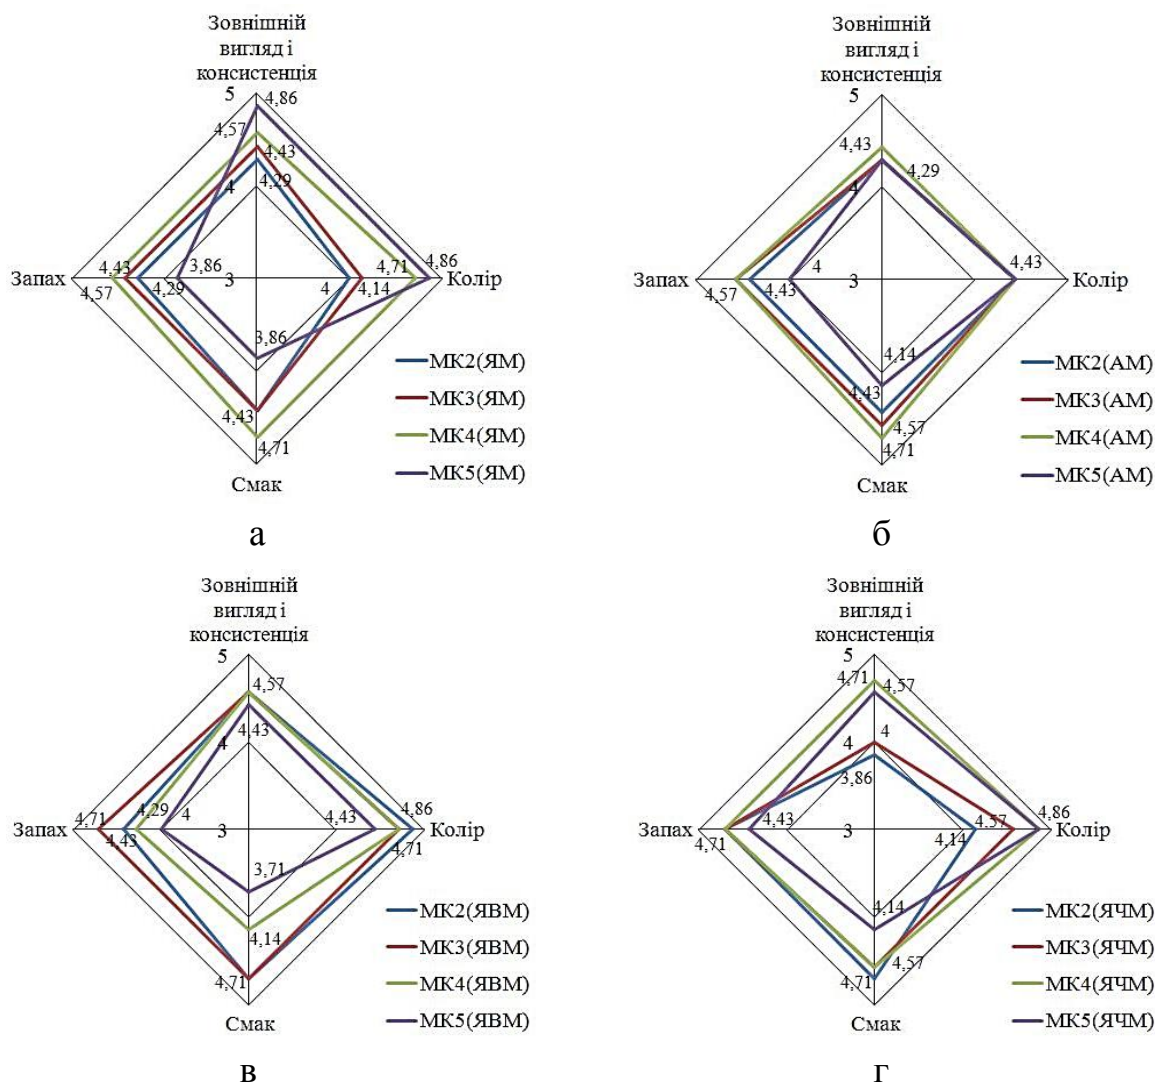 Зовнішній
вигляд і
консистенція
5
4,86
4,57
4,43
4
4,29
Запах
4,43
3,86
4,71
4,86
Колір
4,57
4,29
3
4
4,14
3,86
МК2(ЯМ)
МК3(ЯМ)
4,43
МК4(ЯМ)
4,71
МК5(ЯМ)
Смак
а
Зовнішній
вигляд і
консистенція
5
4,43
4,29
4
Запах
4
4,43
Колір
4,57
4,43
3
4,14
МК2(АМ)
4,43
МК3(АМ)
4,57
4,71
МК4(АМ)
МК5(АМ)
Смак
б
Зовнішній
вигляд і
консистенція
5
4,57
4,43
4
Запах
4,71
4,29
4
4,43
4,86
Колір
4,43
3
4,71
3,71
МК2(ЯВМ)
4,14
МК3(ЯВМ)
4,71
МК4(ЯВМ)
МК5(ЯВМ)
Смак
в
Зовнішній
вигляд і
консистенція
5
4,71
4,57
4
4
3,86
Запах
4,43
4,57
4,86
Колір
4,71
3
4,14
4,14
МК2(ЯЧМ)
МК3(ЯЧМ)
4,57
4,71
МК4(ЯЧМ)
МК5(ЯЧМ)
Смак
г